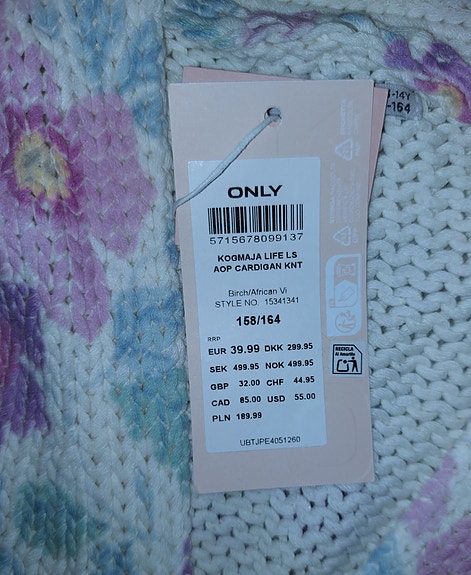 -14Y
-164
ONLY
5715678099137
KOGMAJA LIFE LS
AOP CARDIGAN KNT
Birch/African Vi
STYLE NO. 15341341
158/164
RRP
EUR 39.99 DKK 299.95
SEK 499.95 NOK 499.95
GBP 32.00 CHF 44.95
CAD 85.00 USD 55.00
PLN 189.99
UBTJPE4051260
RECICLA
Al Amarillo